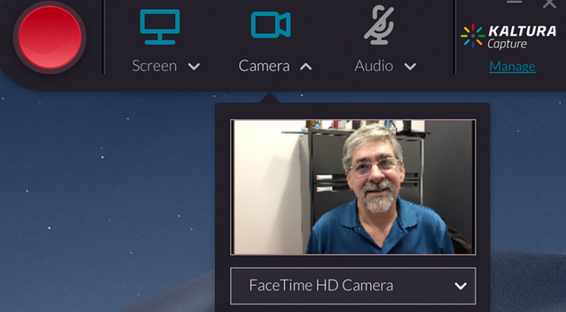 Screen
Camera
Audio
KALTURA
Capture
Manage
FaceTime HD Camera